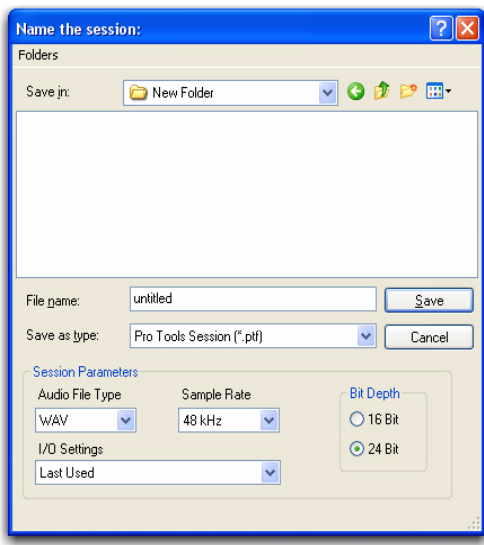 Name the session:
Folders
Save in: New Folder
File name: untitled Save
Save as type: Pro Tools Session (*.ptf) Cancel
Session Parameters
Audio File Type Sample Rate Bit Depth
WAV 48 kHz 16 Bit
I/O Settings 24 Bit
Last Used